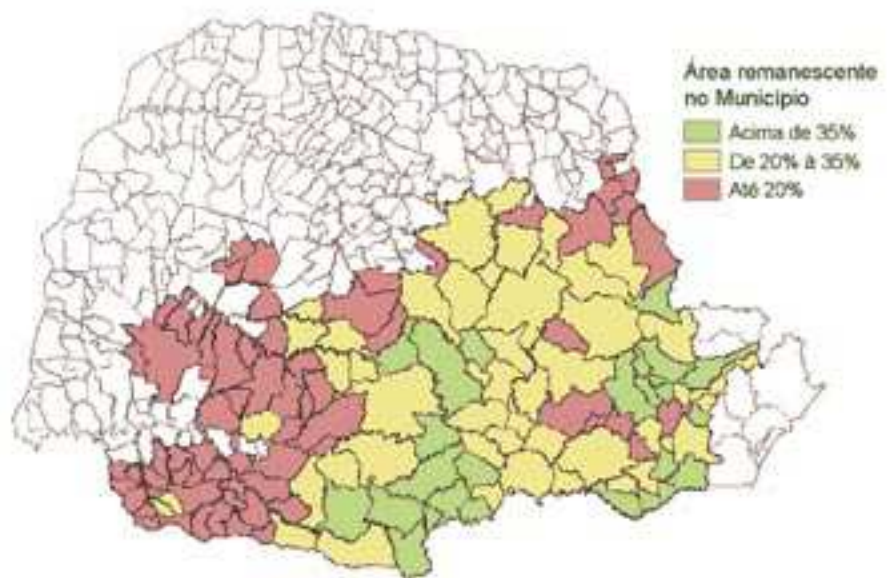 Área remanescente
no Município
Acima de 35%
De 20% à 35%
Até 20%